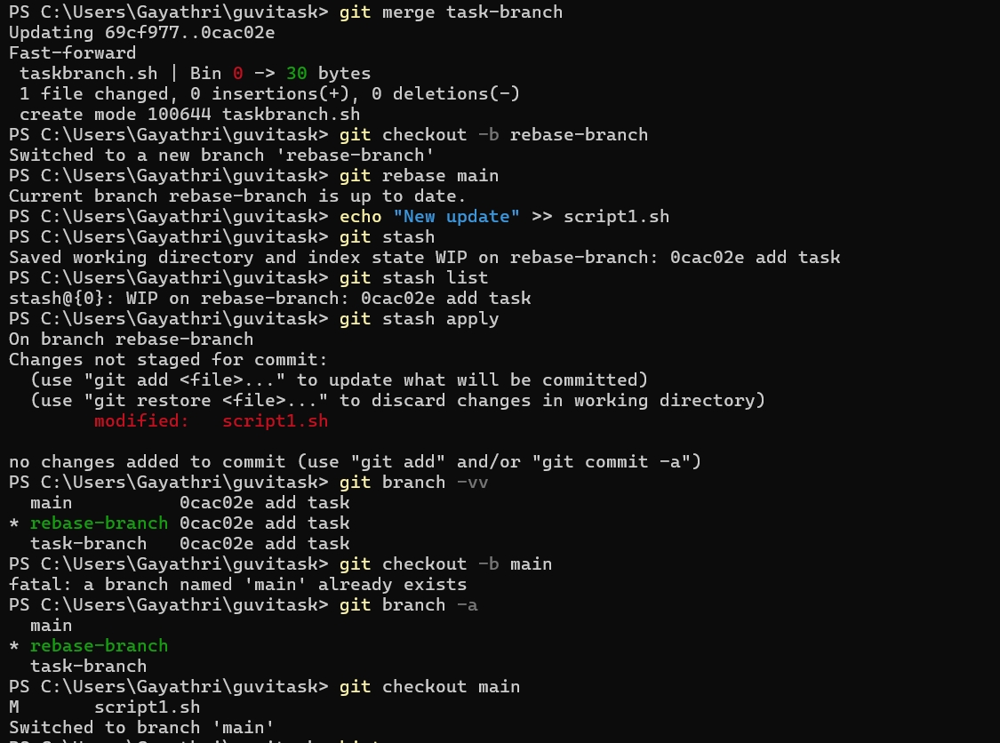 PS C:\Users\Gayathri\guvitask> git merge task-branch
Updating 69cf977..0cac02e
Fast-forward
 taskbranch.sh | Bin 0 -> 30 bytes
 1 file changed, 0 insertions(+), 0 deletions(-)
 create mode 100644 taskbranch.sh
PS C:\Users\Gayathri\guvitask> git checkout -b rebase-branch
Switched to a new branch 'rebase-branch'
PS C:\Users\Gayathri\guvitask> git rebase main
Current branch rebase-branch is up to date.
PS C:\Users\Gayathri\guvitask> echo "New update" >> script1.sh
PS C:\Users\Gayathri\guvitask> git stash
Saved working directory and index state WIP on rebase-branch: 0cac02e add task
PS C:\Users\Gayathri\guvitask> git stash list
stash@{0}: WIP on rebase-branch: 0cac02e add task
PS C:\Users\Gayathri\guvitask> git stash apply
On branch rebase-branch
Changes not staged for commit:
  (use "git add <file>..." to update what will be committed)
  (use "git restore <file>..." to discard changes in working directory)
        modified:   script1.sh

no changes added to commit (use "git add" and/or "git commit -a")
PS C:\Users\Gayathri\guvitask> git branch -vv
  main          0cac02e add task
* rebase-branch 0cac02e add task
  task-branch   0cac02e add task
PS C:\Users\Gayathri\guvitask> git checkout -b main
fatal: a branch named 'main' already exists
PS C:\Users\Gayathri\guvitask> git branch -a
  main
* rebase-branch
  task-branch
PS C:\Users\Gayathri\guvitask> git checkout main
M       script1.sh
Switched to branch 'main'